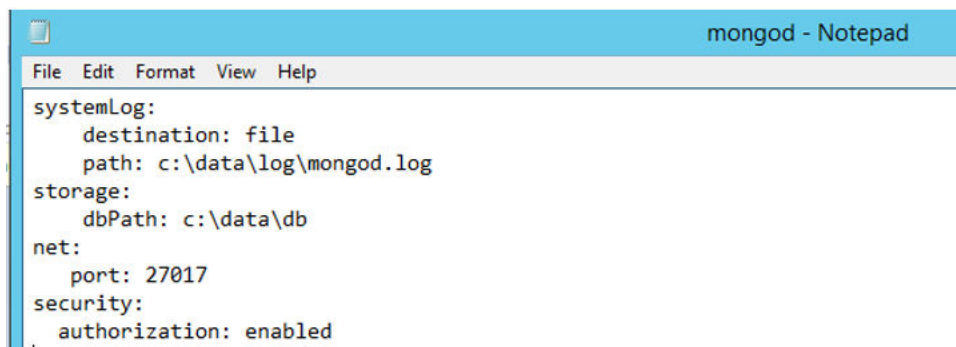 mongod - Notepad
File Edit Format View Help
systemLog:
    destination: file
    path: c:\data\log\mongod.log
storage:
    dbPath: c:\data\db
net:
   port: 27017
security:
  authorization: enabled